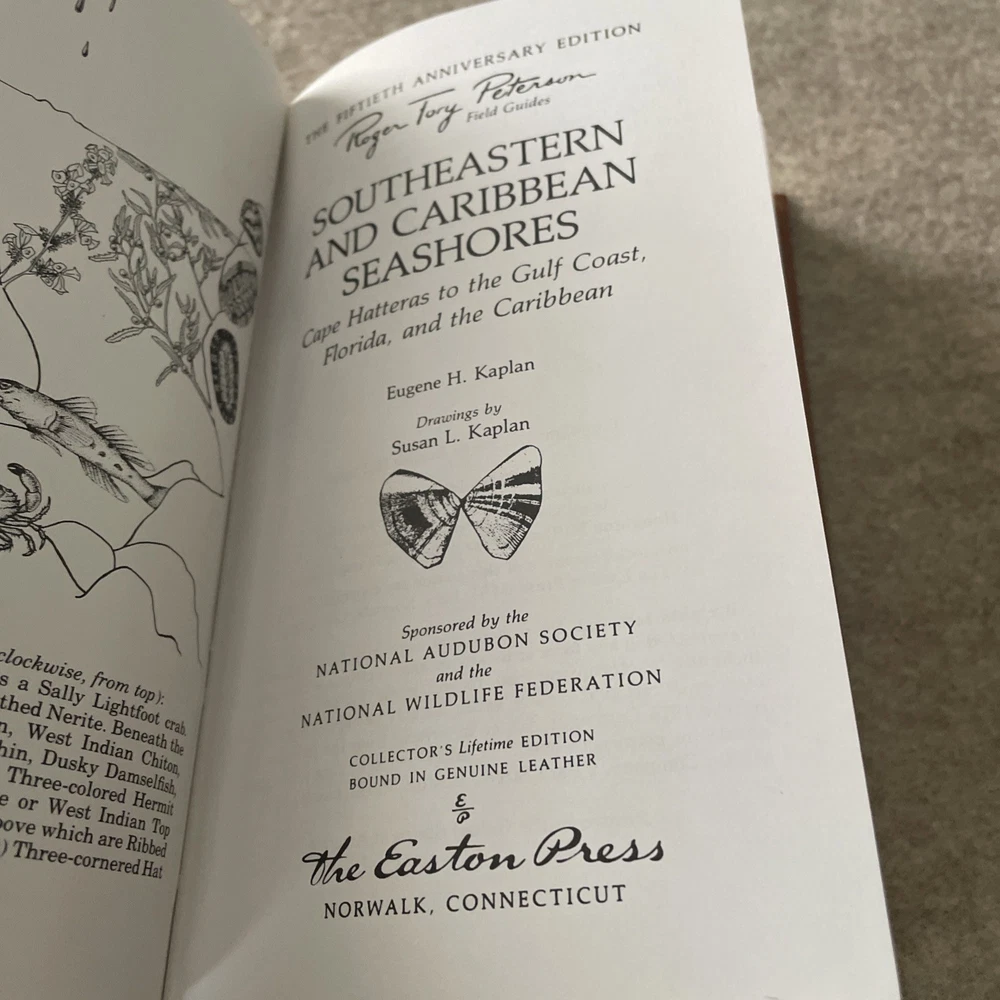 clockwise, from top):
s a Sally Lightfoot crab
thed Nerite. Beneath the
n, West Indian Chiton,
hin, Dusky Damselfish,
Three-colored Hermit
e or West Indian Top
ove which are Ribbed
) Three-cornered Hat
THE FIFTIETH ANNIVERSARY EDITION
Roger Tory Peterson
Field Guides
SOUTHEASTERN
AND CARIBBEAN
SEASHORES
Cape Hatteras to the Gulf Coast,
Florida, and the Caribbean
Eugene H. Kaplan
Drawings by
Susan L. Kaplan
Sponsored by the
NATIONAL AUDUBON SOCIETY
and the
NATIONAL WILDLIFE FEDERATION
COLLECTOR'S Lifetime EDITION
BOUND IN GENUINE LEATHER
The Easton Press
NORWALK, CONNECTICUT